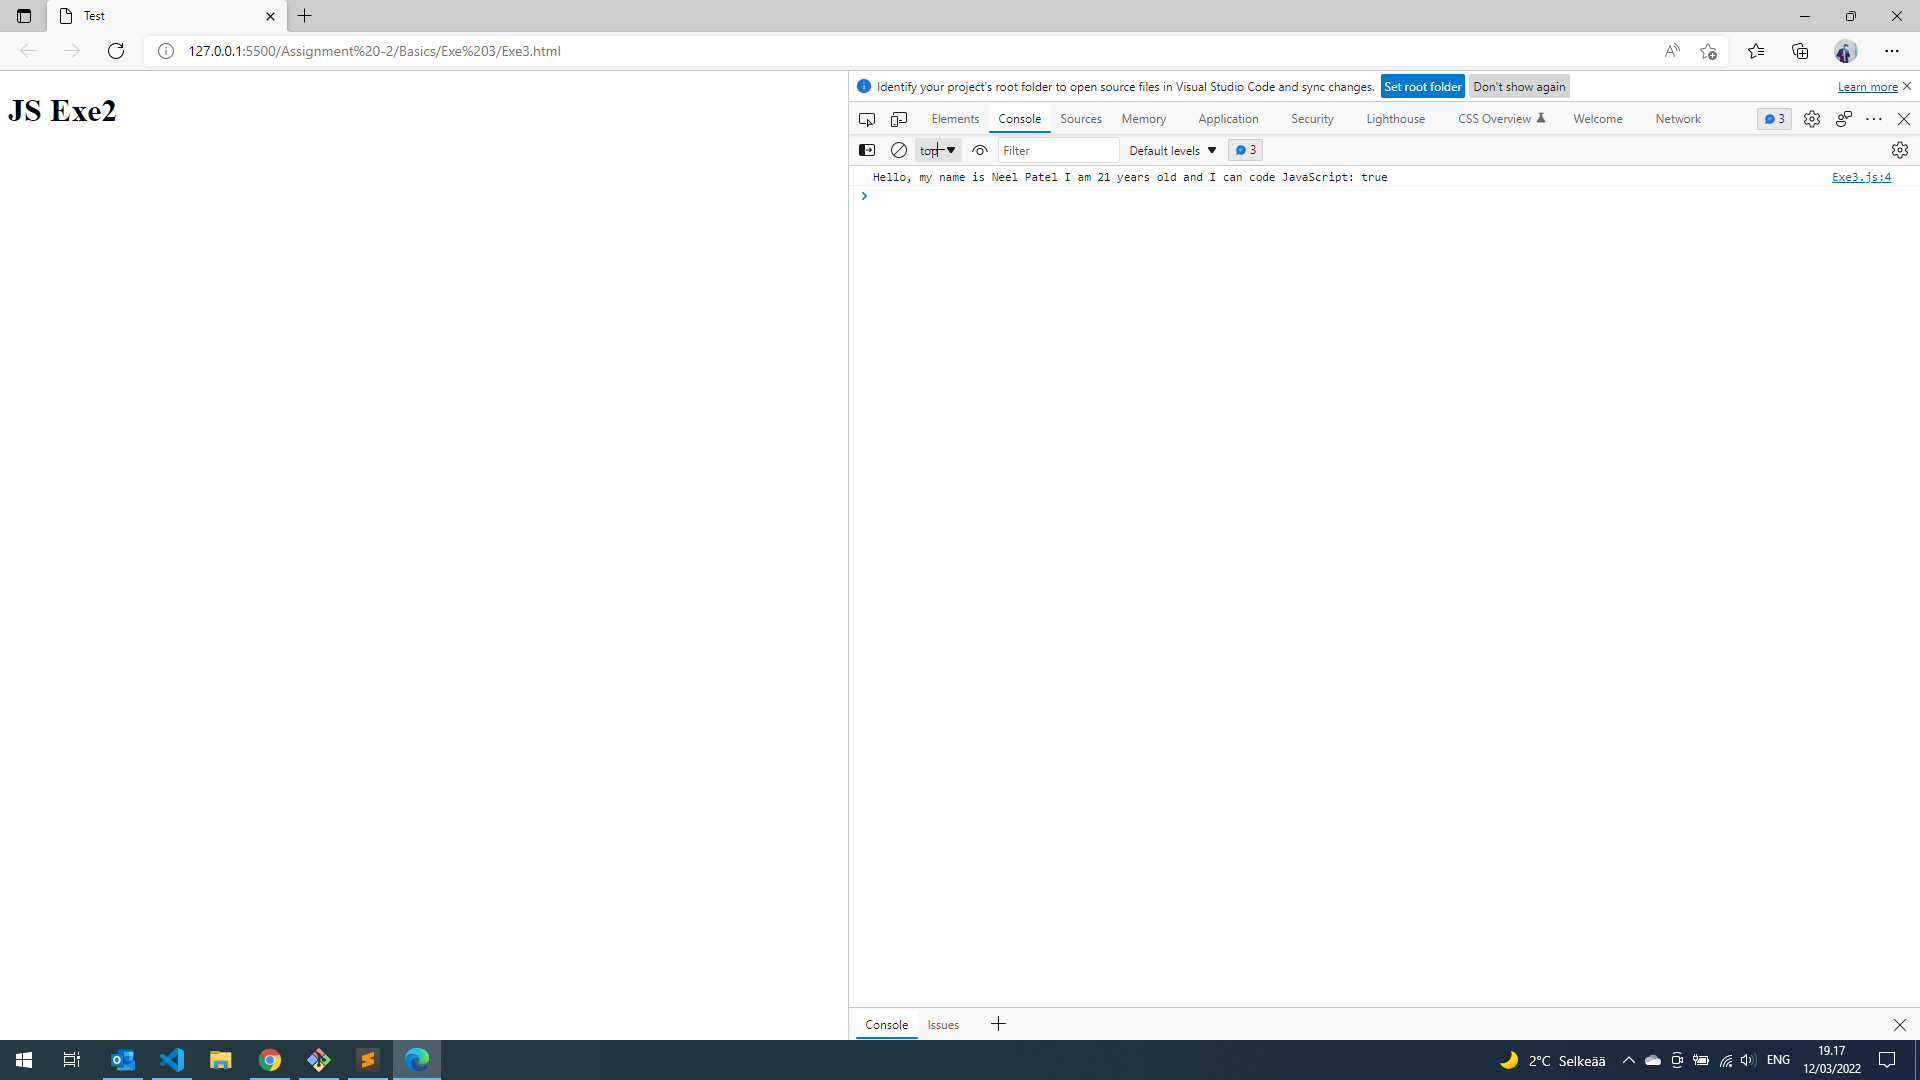 Test
127.0.0.1:5500/Assignment%20-2/Basics/Exe%203/Exe3.html
JS Exe2
Identify your project's root folder to open source files in Visual Studio Code and sync changes. Set root folder Don't show again Learn more
Elements Console Sources Memory Application Security Lighthouse CSS Overview Welcome Network 3
top Filter Default levels 3
Hello, my name is Neel Patel I am 21 years old and I can code JavaScript: true Exe3.js:4
Console Issues
2°C Selkeää ENG 19.17
12/03/2022